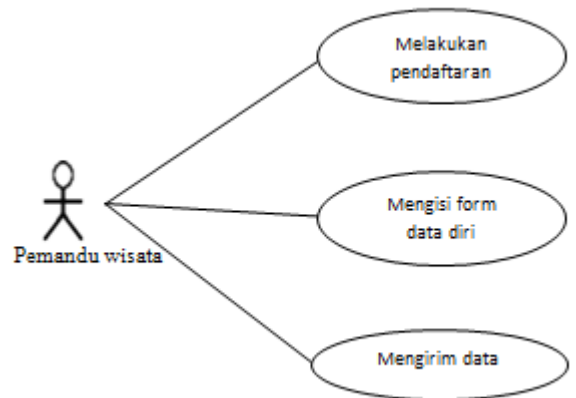 Melakukan
pendaftaran
Mengisi form
data diri
Pemandu wisata
Mengirim data